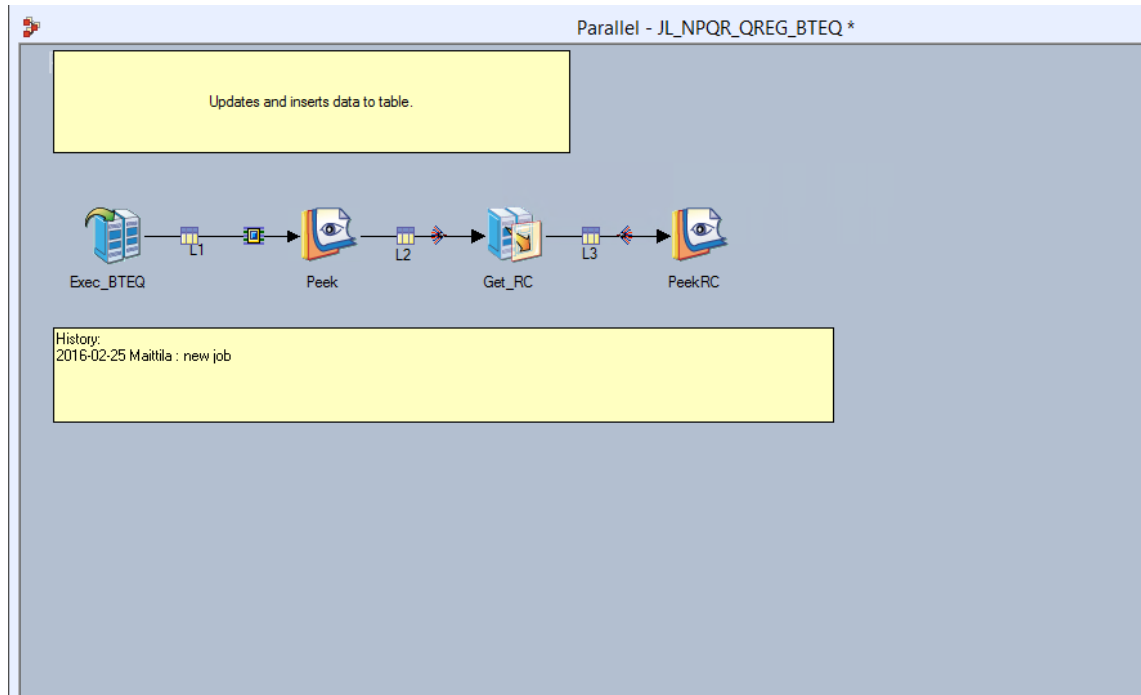 Parallel - JL_NPQR_QREG_BTEQ *
Updates and inserts data to table.
L1
L2
L3
Exec_BTEQ
Peek
Get_RC
PeekRC
History:
2016-02-25 Maittila : new job